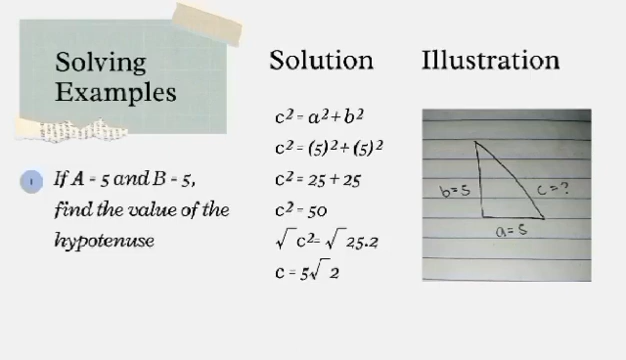 Solving
Examples
1
If A = 5 and B = 5,
find the value of the
hypotenuse
Solution
c² = a² + b²
c² = (5)² + (5)²
c² = 25 + 25
c² = 50
√c² = √25.2
c = 5√2
Illustration
b=5
c=?
a=5